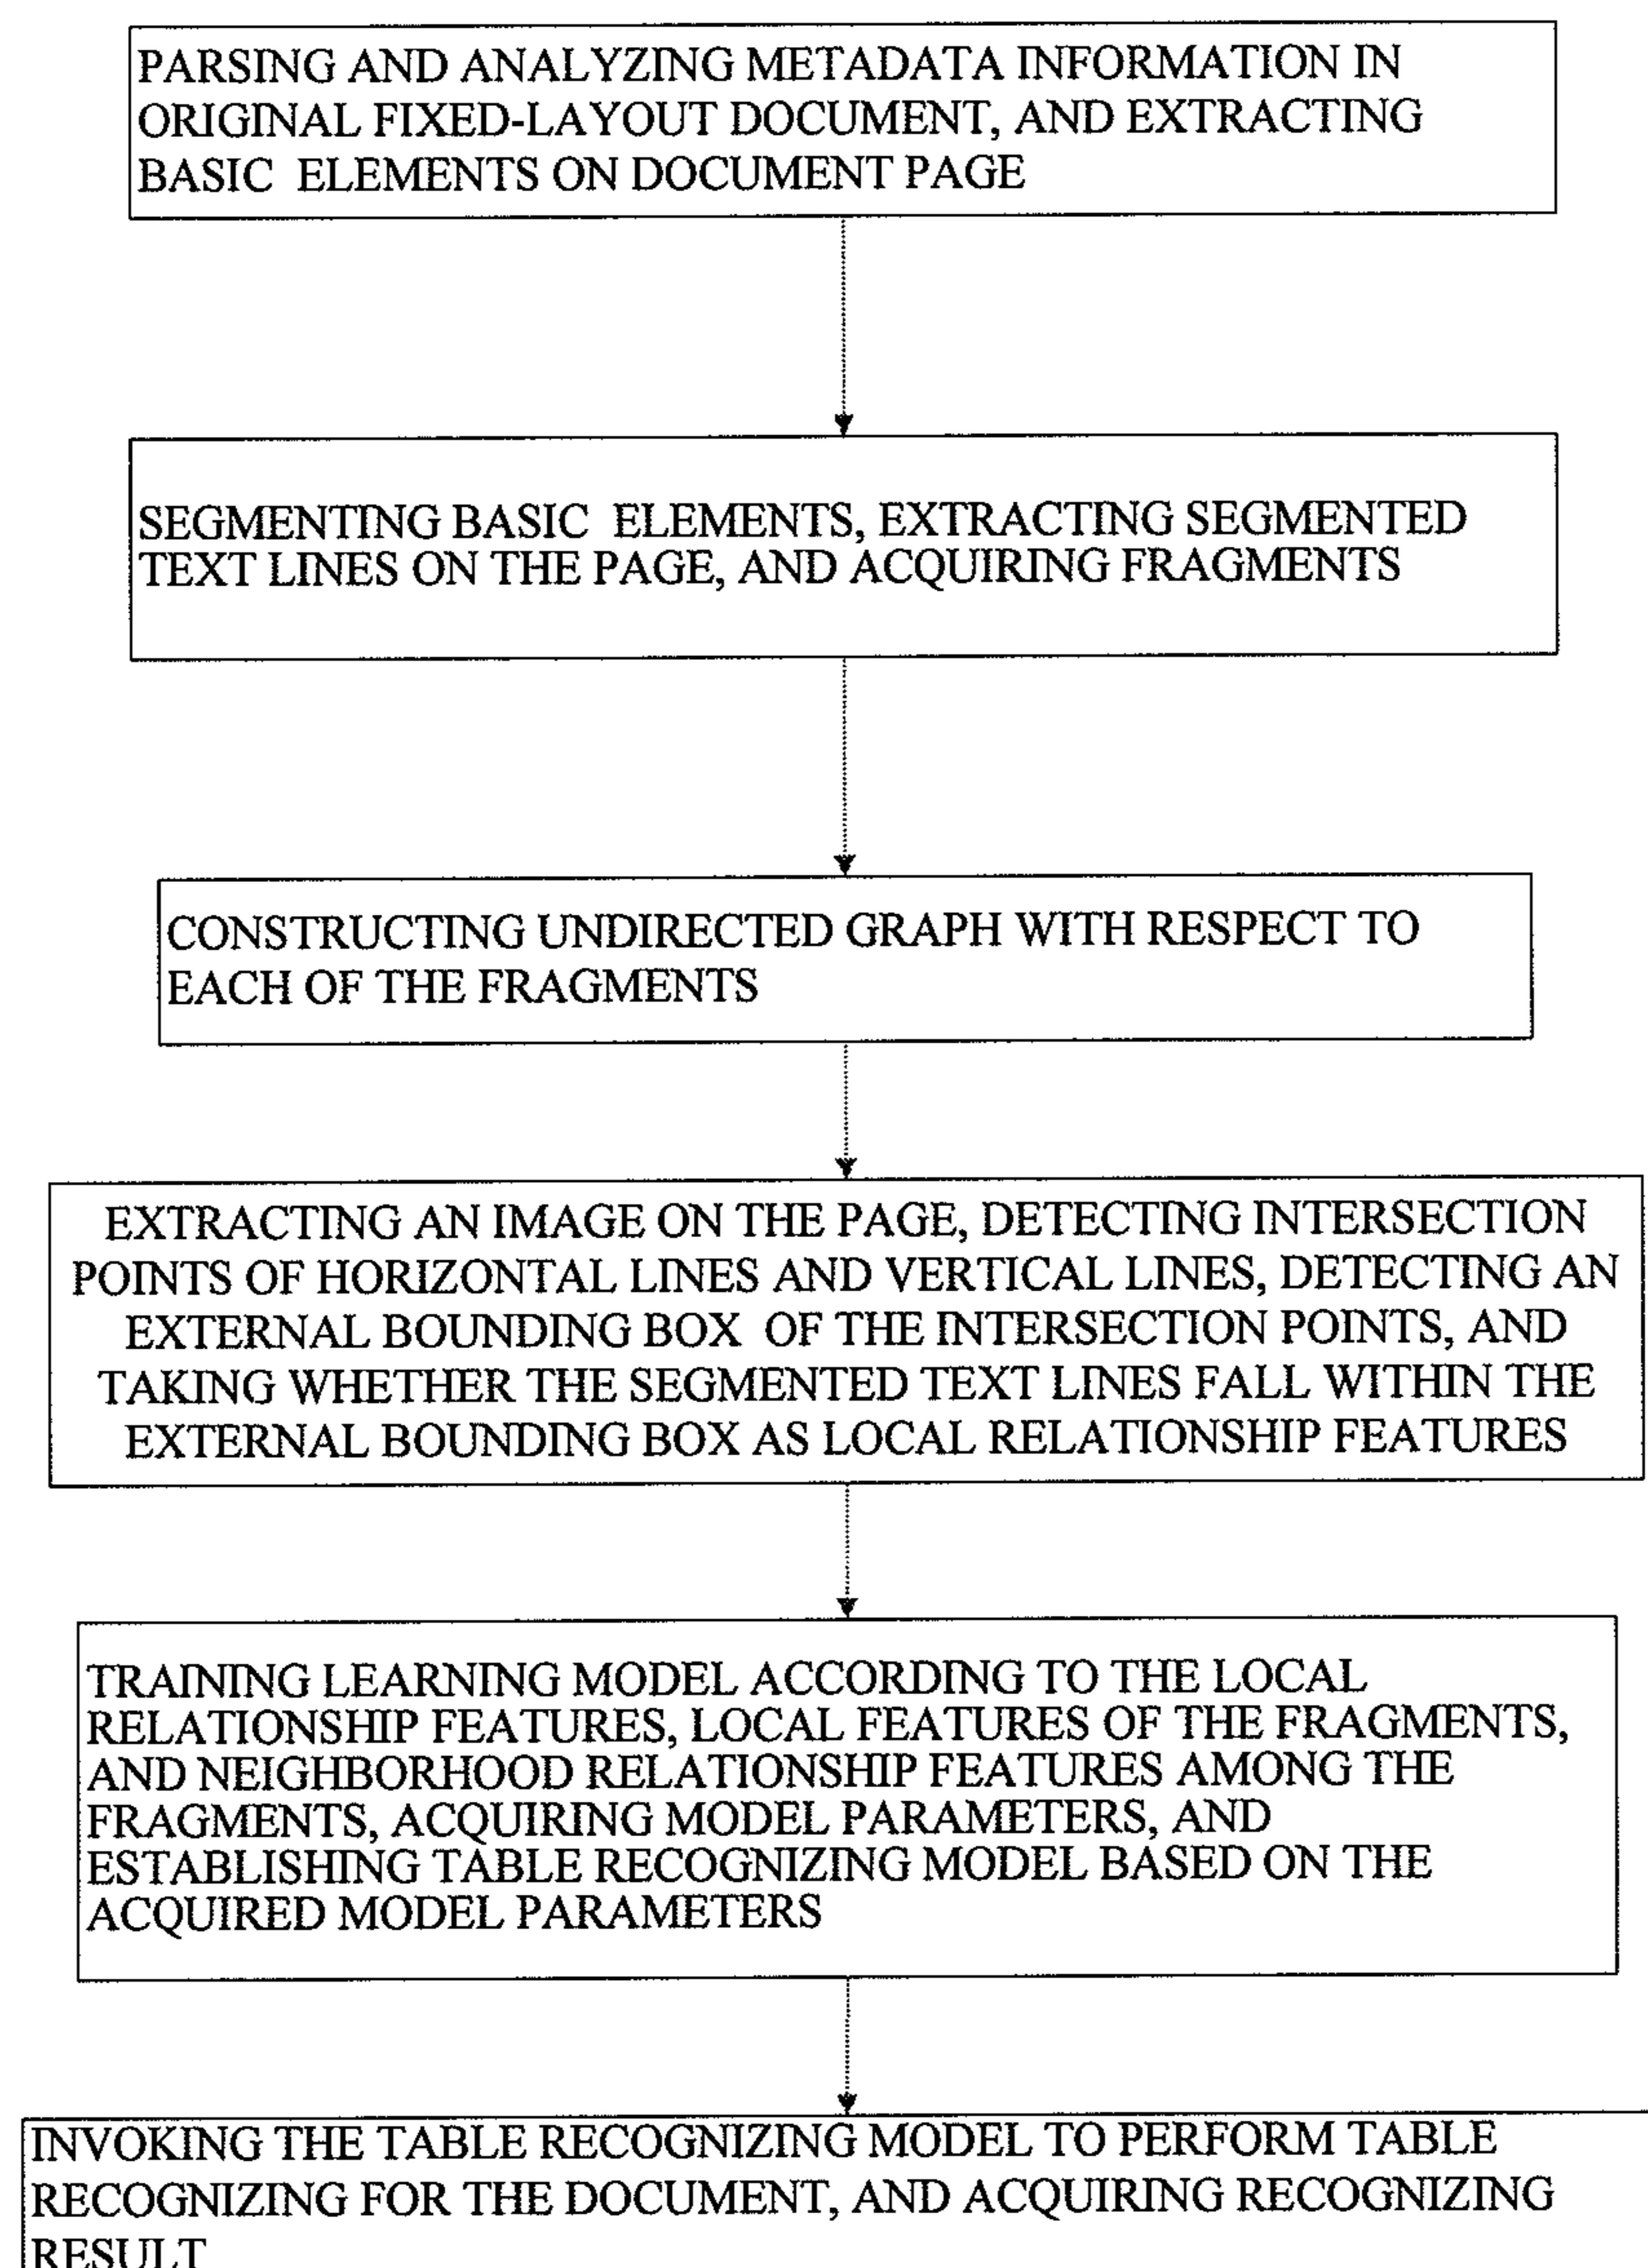 PARSING AND ANALYZING METADATA INFORMATION IN
ORIGINAL FIXED-LAYOUT DOCUMENT, AND EXTRACTING
BASIC ELEMENTS ON DOCUMENT PAGE
SEGMENTING BASIC ELEMENTS, EXTRACTING SEGMENTED
TEXT LINES ON THE PAGE, AND ACQUIRING FRAGMENTS
CONSTRUCTING UNDIRECTED GRAPH WITH RESPECT TO
EACH OF THE FRAGMENTS
EXTRACTING AN IMAGE ON THE PAGE, DETECTING INTERSECTION
POINTS OF HORIZONTAL LINES AND VERTICAL LINES, DETECTING AN
EXTERNAL BOUNDING BOX OF THE INTERSECTION POINTS, AND
TAKING WHETHER THE SEGMENTED TEXT LINES FALL WITHIN THE
EXTERNAL BOUNDING BOX AS LOCAL RELATIONSHIP FEATURES
TRAINING LEARNING MODEL ACCORDING TO THE LOCAL
RELATIONSHIP FEATURES, LOCAL FEATURES OF THE FRAGMENTS,
AND NEIGHBORHOOD RELATIONSHIP FEATURES AMONG THE
FRAGMENTS, ACQUIRING MODEL PARAMETERS, AND
ESTABLISHING TABLE RECOGNIZING MODEL BASED ON THE
ACQUIRED MODEL PARAMETERS
INVOKING THE TABLE RECOGNIZING MODEL TO PERFORM TABLE
RECOGNIZING FOR THE DOCUMENT, AND ACQUIRING RECOGNIZING
RESULT